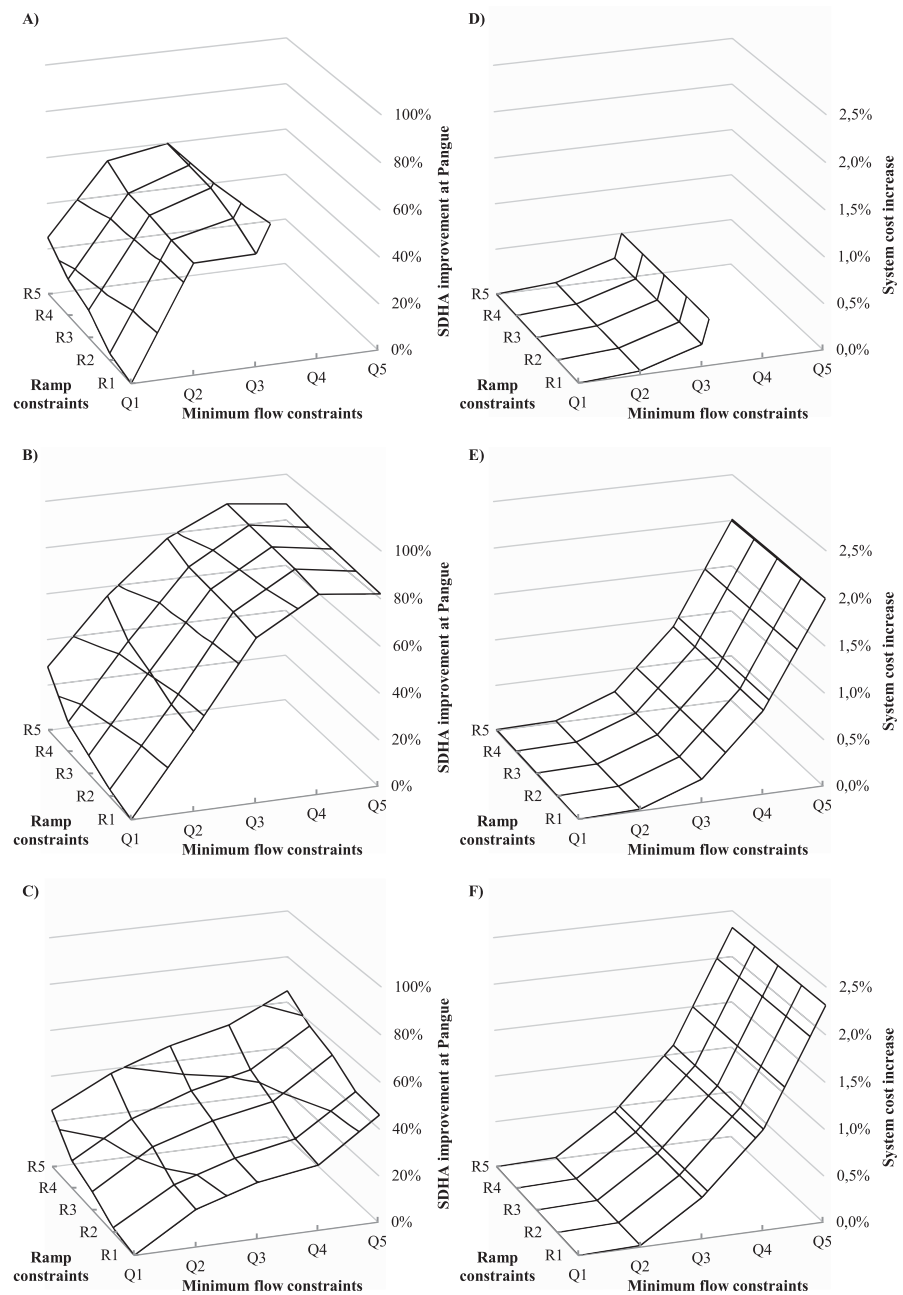 A)
100%
80%
60%
40%
20%
0%
SDHA improvement at Pangue
R5
R4
R3
R2
R1
Ramp
constraints
Q1
Q2
Q3
Q4
Q5
Minimum flow constraints
D)
2,5%
2,0%
1,5%
1,0%
0,5%
0,0%
System cost increase
R5
R4
R3
R2
R1
Ramp
constraints
Q1
Q2
Q3
Q4
Q5
Minimum flow constraints
B)
100%
80%
60%
40%
20%
0%
SDHA improvement at Pangue
R5
R4
R3
R2
R1
Ramp
constraints
Q1
Q2
Q3
Q4
Q5
Minimum flow constraints
E)
2,5%
2,0%
1,5%
1,0%
0,5%
0,0%
System cost increase
R5
R4
R3
R2
R1
Ramp
constraints
Q1
Q2
Q3
Q4
Q5
Minimum flow constraints
C)
100%
80%
60%
40%
20%
0%
SDHA improvement at Pangue
R5
R4
R3
R2
R1
Ramp
constraints
Q1
Q2
Q3
Q4
Q5
Minimum flow constraints
F)
2,5%
2,0%
1,5%
1,0%
0,5%
0,0%
System cost increase
R5
R4
R3
R2
R1
Ramp
constraints
Q1
Q2
Q3
Q4
Q5
Minimum flow constraints